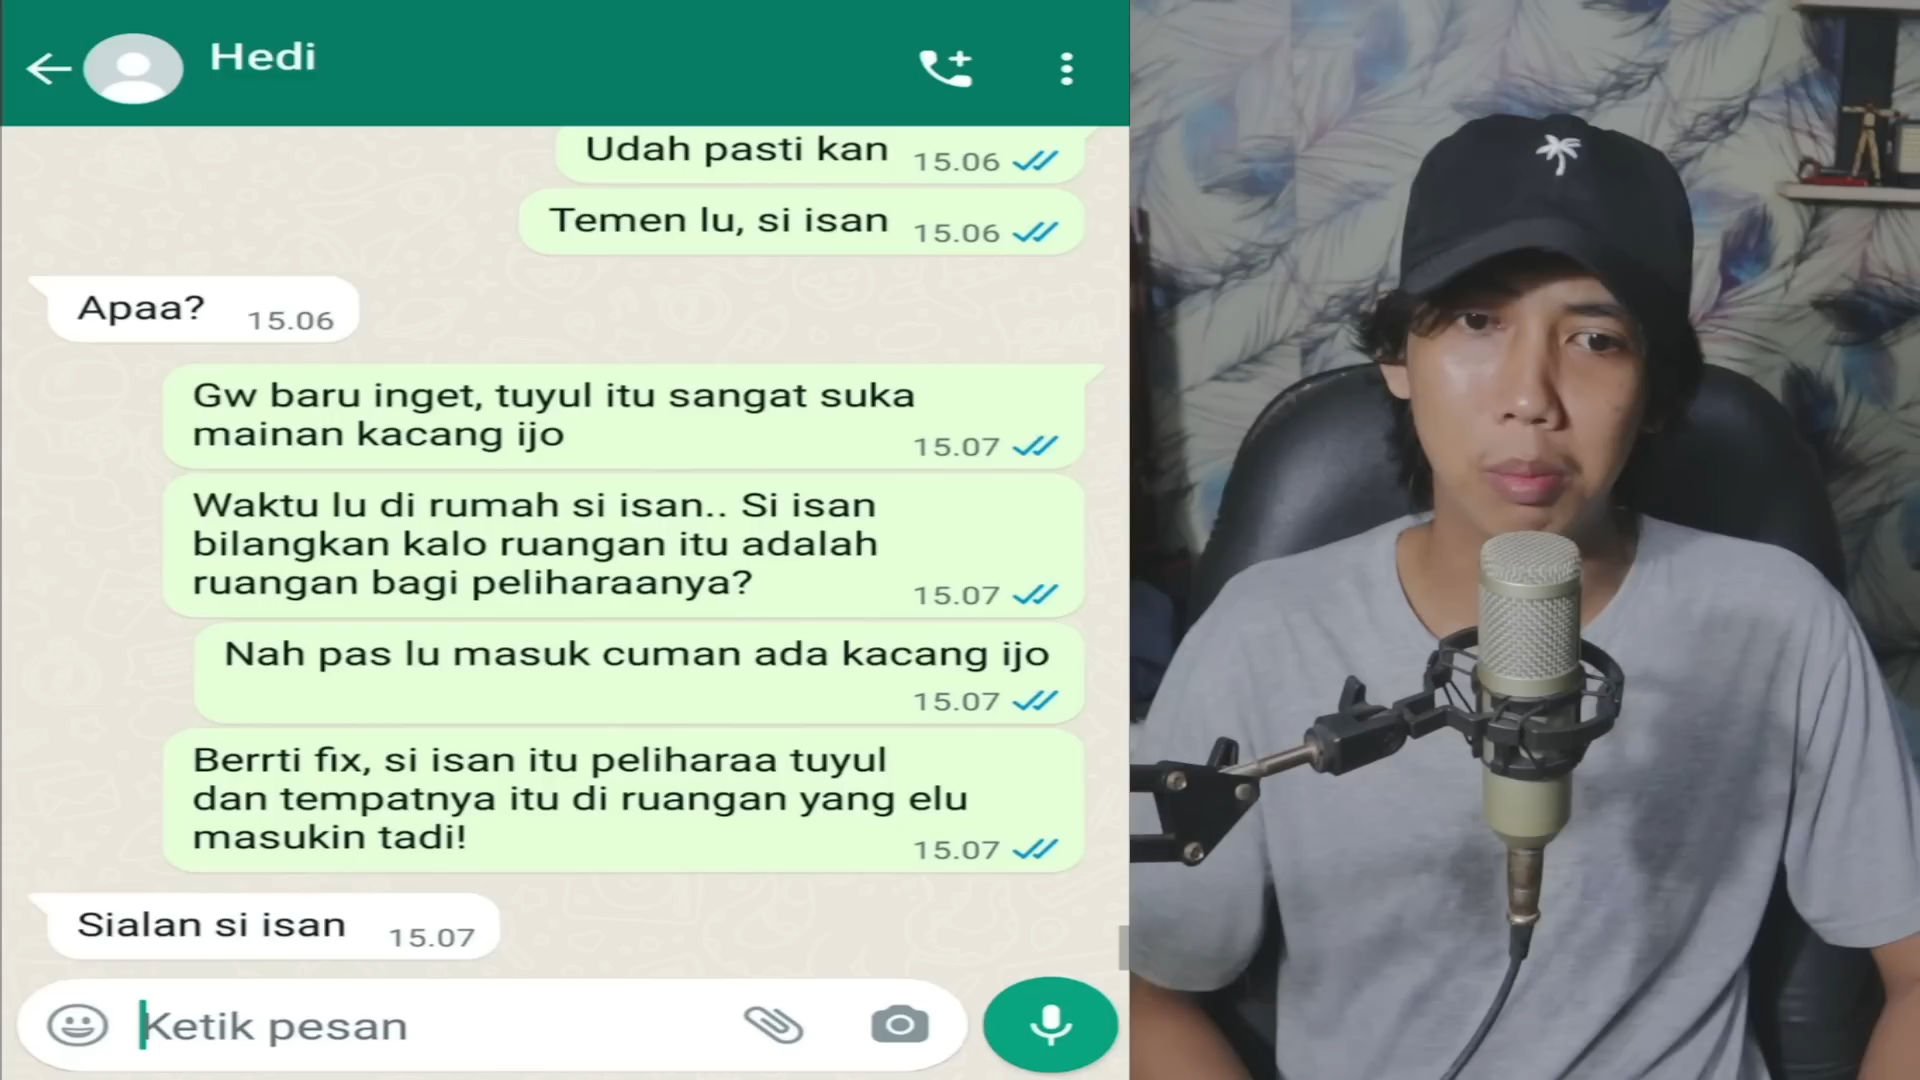 Hedi
Udah pasti kan 15.06
Temen lu, si isan 15.06
Apaa? 15.06
Gw baru inget, tuyul itu sangat suka
mainan kacang ijo 15.07
Waktu lu di rumah si isan.. Si isan
bilangkan kalo ruangan itu adalah
ruangan bagi peliharaanya? 15.07
Nah pas lu masuk cuman ada kacang ijo
15.07
Berrti fix, si isan itu peliharaa tuyul
dan tempatnya itu di ruangan yang elu
masukin tadi! 15.07
Sialan si isan 15.07
Ketik pesan